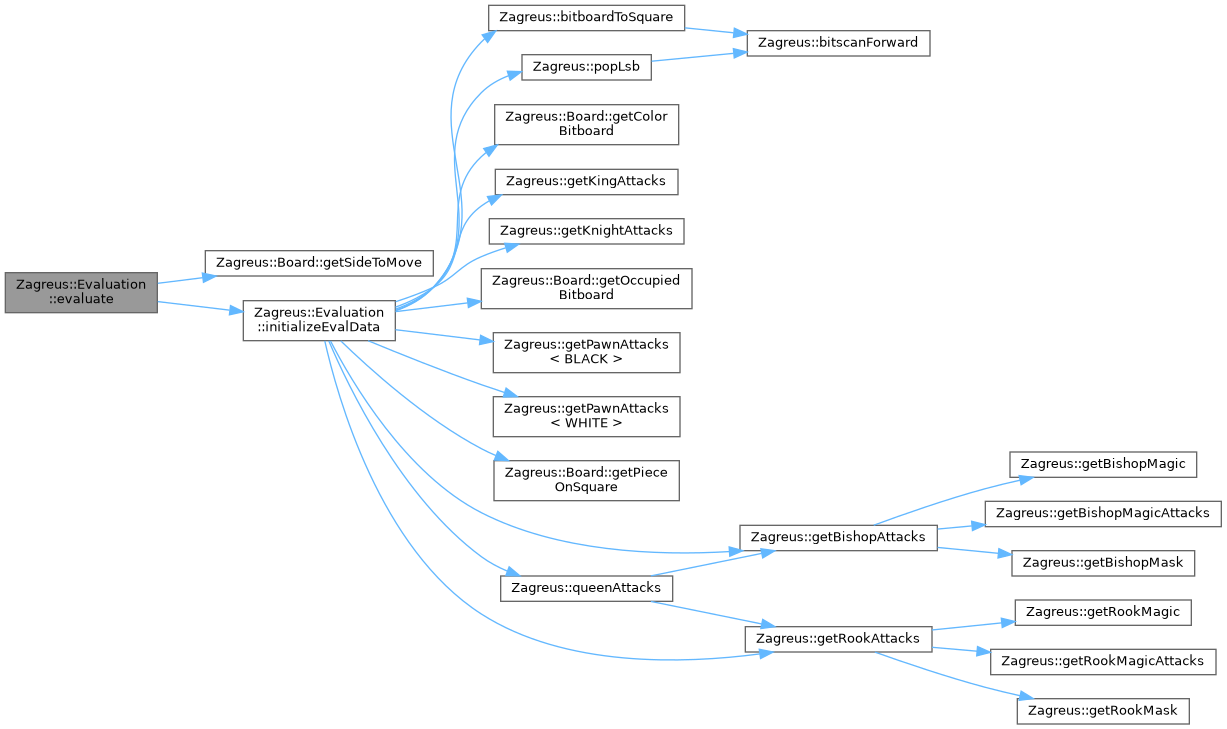 Zagreus::Evaluation
::evaluate
Zagreus::Board::getSideToMove
Zagreus::Evaluation
::initializeEvalData
Zagreus::bitboardToSquare
Zagreus::popLsb
Zagreus::Board::getColor
Bitboard
Zagreus::getKingAttacks
Zagreus::getKnightAttacks
Zagreus::Board::getOccupied
Bitboard
Zagreus::getPawnAttacks
< BLACK >
Zagreus::getPawnAttacks
< WHITE >
Zagreus::Board::getPiece
OnSquare
Zagreus::queenAttacks
Zagreus::bitscanForward
Zagreus::getBishopAttacks
Zagreus::getRookAttacks
Zagreus::getBishopMagic
Zagreus::getBishopMagicAttacks
Zagreus::getBishopMask
Zagreus::getRookMagic
Zagreus::getRookMagicAttacks
Zagreus::getRookMask